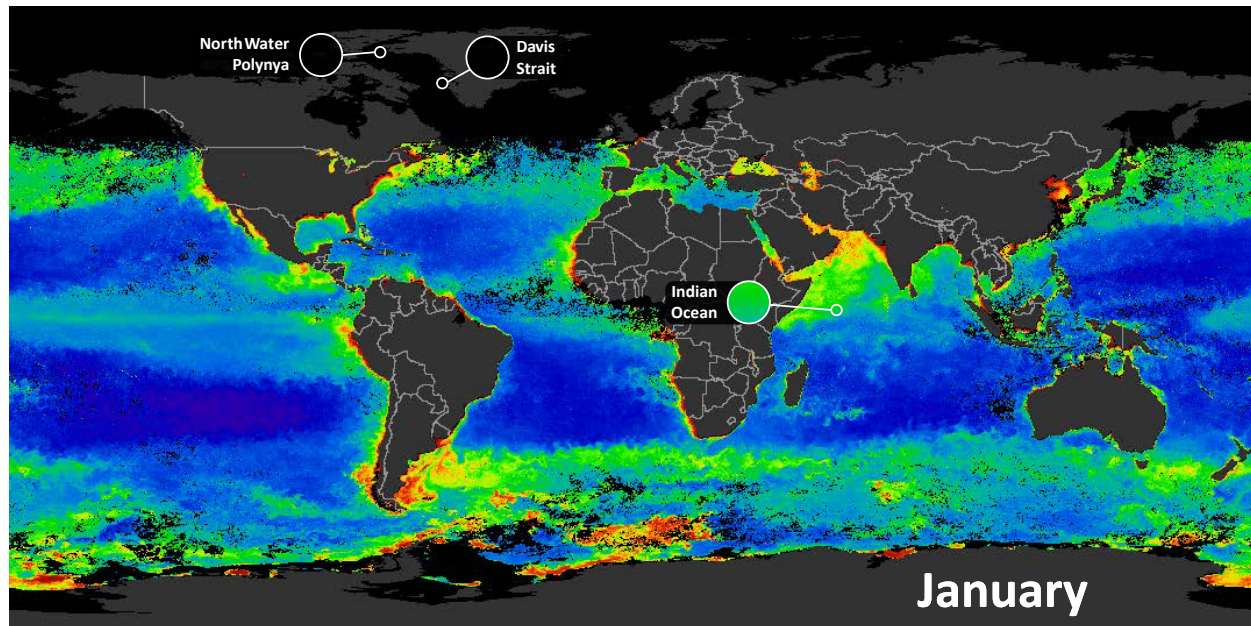 North Water
Polynya
Davis
Strait
Indian
Ocean
January